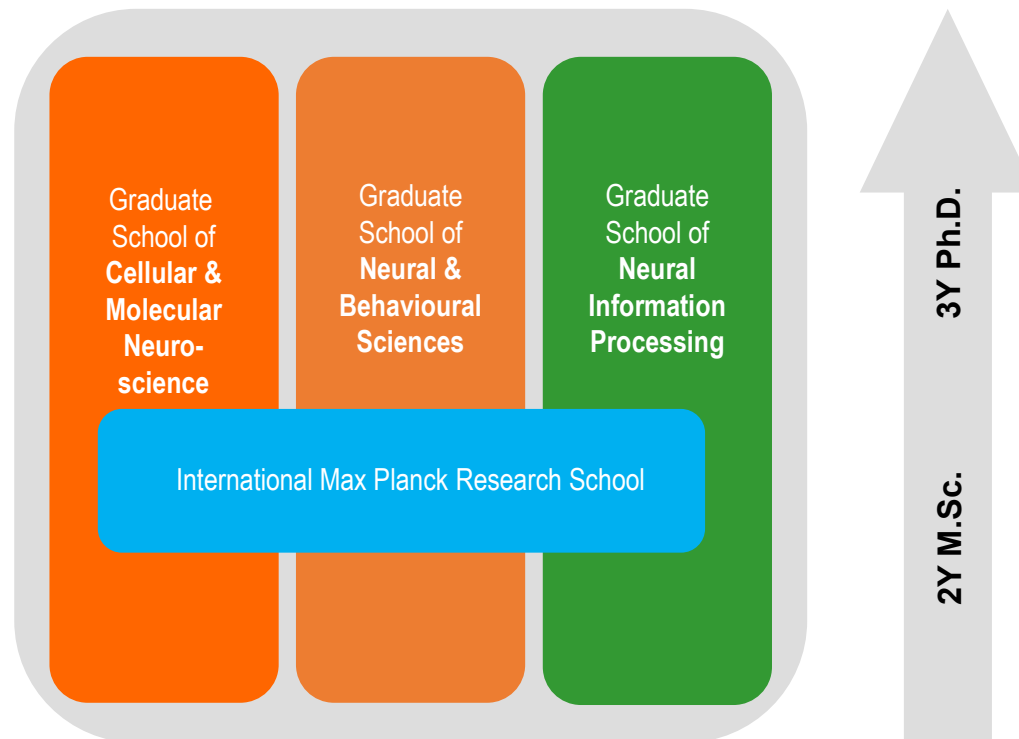 Graduate
School of
Cellular &
Molecular
Neuro-
science
Graduate
School of
Neural &
Behavioural
Sciences
Graduate
School of
Neural
Information
Processing
International Max Planck Research School
3Y Ph.D.
2Y M.Sc.